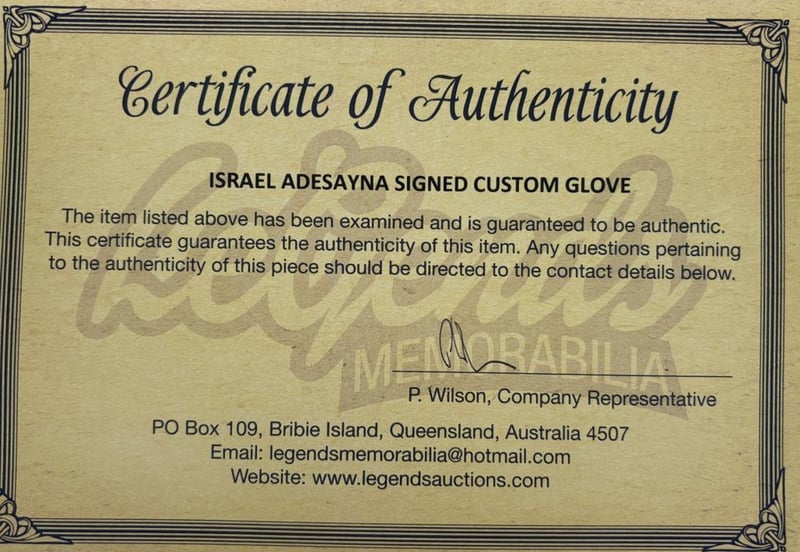 Certificate of Authenticity
ISRAEL ADESAYNA SIGNED CUSTOM GLOVE
The item listed above has been examined and is guaranteed to be authentic.
This certificate guarantees the authenticity of this item. Any questions pertaining
to the authenticity of this piece should be directed to the contact details below.
Legends
MEMORABILIA
P. Wilson, Company Representative
PO Box 109, Bribie Island, Queensland, Australia 4507
Email: legendsmemorabilia@hotmail.com
Website: www.legendsauctions.com